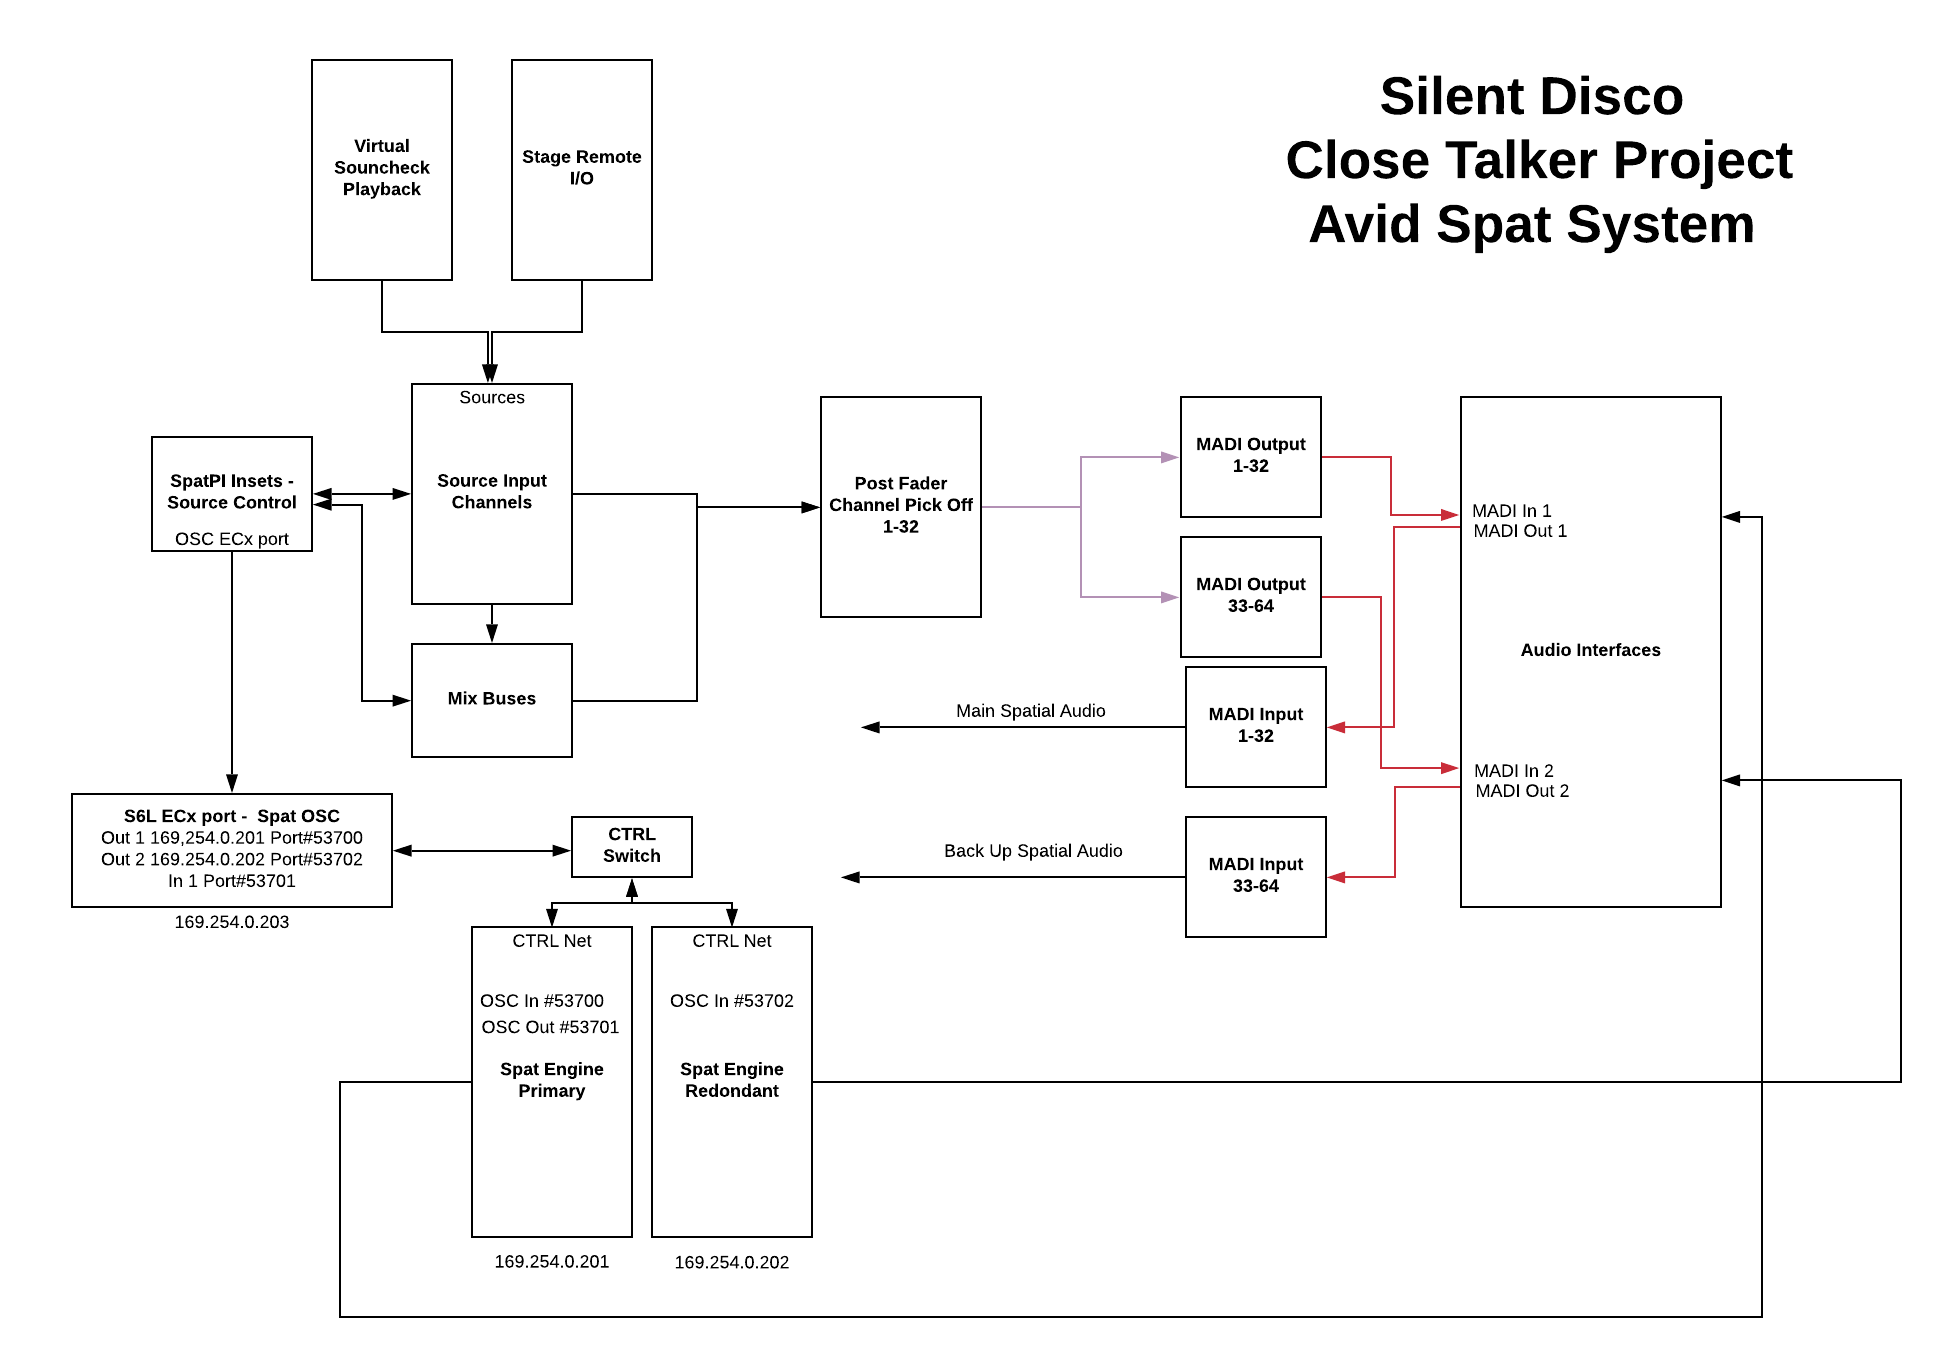 Silent Disco
Close Talker Project
Avid Spat System
Virtual
Souncheck
Playback
Stage Remote
I/O
Sources
Source Input
Channels
SpatPI Insets -
Source Control
OSC ECx port
Mix Buses
Post Fader
Channel Pick Off
1-32
MADI Output
1-32
MADI Output
33-64
MADI Input
1-32
MADI Input
33-64
Main Spatial Audio
Back Up Spatial Audio
MADI In 1
MADI Out 1
Audio Interfaces
MADI In 2
MADI Out 2
S6L ECx port - Spat OSC
Out 1 169,254.0.201 Port#53700
Out 2 169.254.0.202 Port#53702
In 1 Port#53701
169.254.0.203
CTRL
Switch
CTRL Net
OSC In #53700
OSC Out #53701
Spat Engine
Primary
169.254.0.201
CTRL Net
OSC In #53702
Spat Engine
Redondant
169.254.0.202